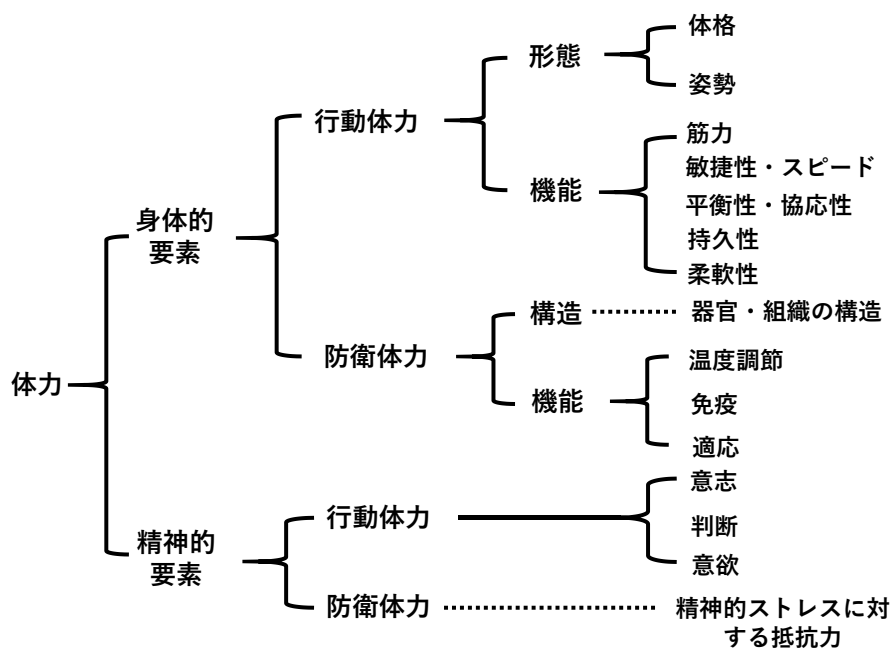 体力
身体的
要素
行動体力
形態
体格
姿勢
機能
筋力
敏捷性・スピード
平衡性・協応性
持久性
柔軟性
防衛体力
構造
器官・組織の構造
機能
温度調節
免疫
適応
精神的
要素
行動体力
意志
判断
意欲
防衛体力
精神的ストレスに対
する抵抗力